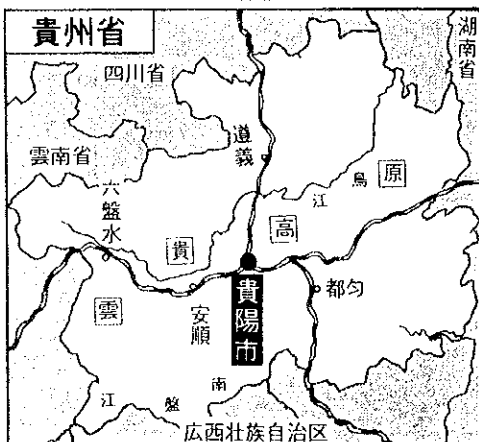 貴州省
四川省
湖南省
雲南省
遵義
六盤水
烏江
雲貴高原
貴陽市
安順
都匀
南盤江
広西壮族自治区